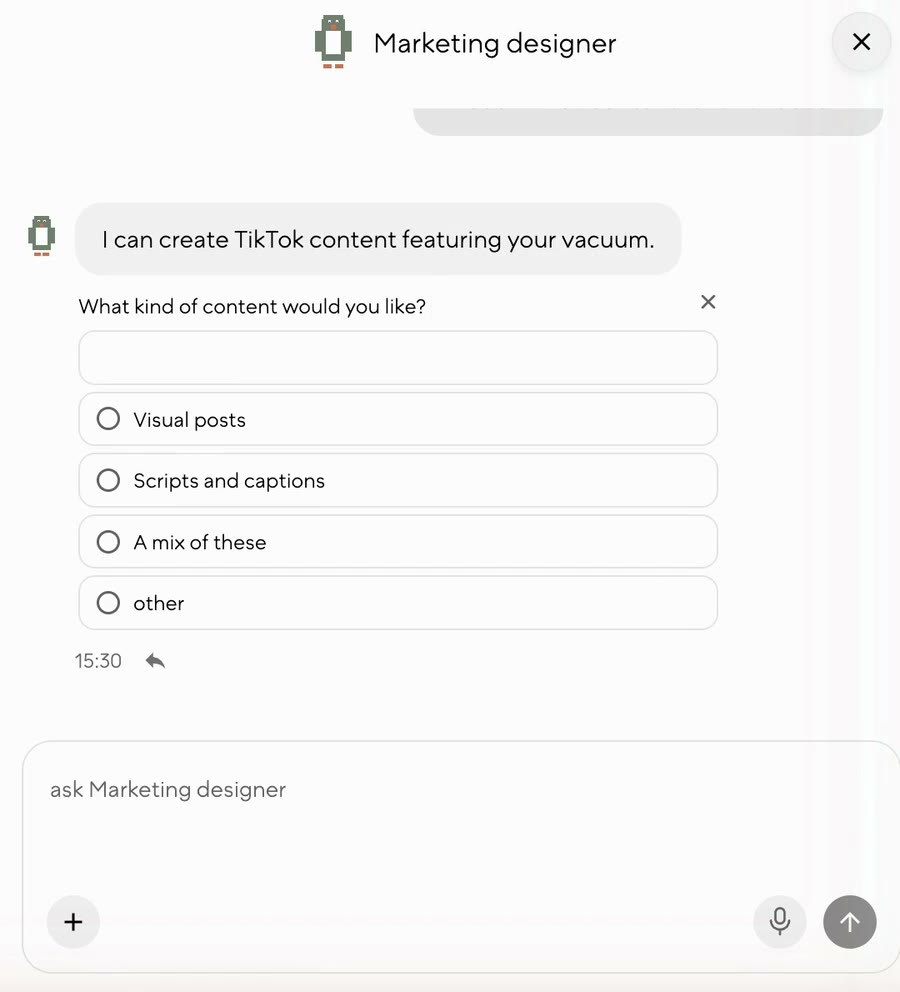 Marketing designer
I can create TikTok content featuring your vacuum.
What kind of content would you like?
Visual posts
Scripts and captions
A mix of these
other
15:30
ask Marketing designer